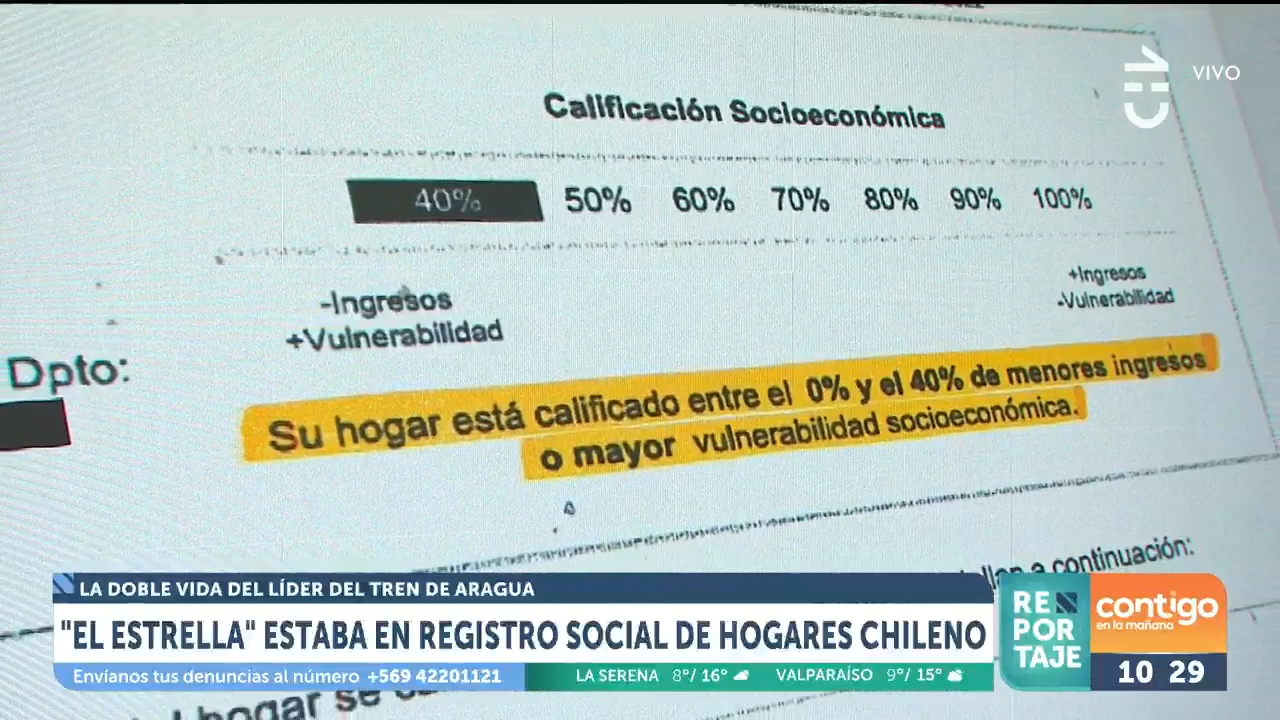 VIVO
Calificación Socioeconómica
40% 50% 60% 70% 80% 90% 100%
-Ingresos
+Vulnerabilidad
+Ingresos
-Vulnerabilidad
Dpto:
Su hogar está calificado entre el 0% y el 40% de menores ingresos
o mayor vulnerabilidad socioeconómica.
a continuación:
LA DOBLE VIDA DEL LÍDER DEL TREN DE ARAGUA
"EL ESTRELLA" ESTABA EN REGISTRO SOCIAL DE HOGARES CHILENO
Envíanos tus denuncias al número +569 42201121
LA SERENA 8°/ 16° VALPARAÍSO 9°/ 15°
REPORTAJE
contigo
en la mañana
10 29
hogar se